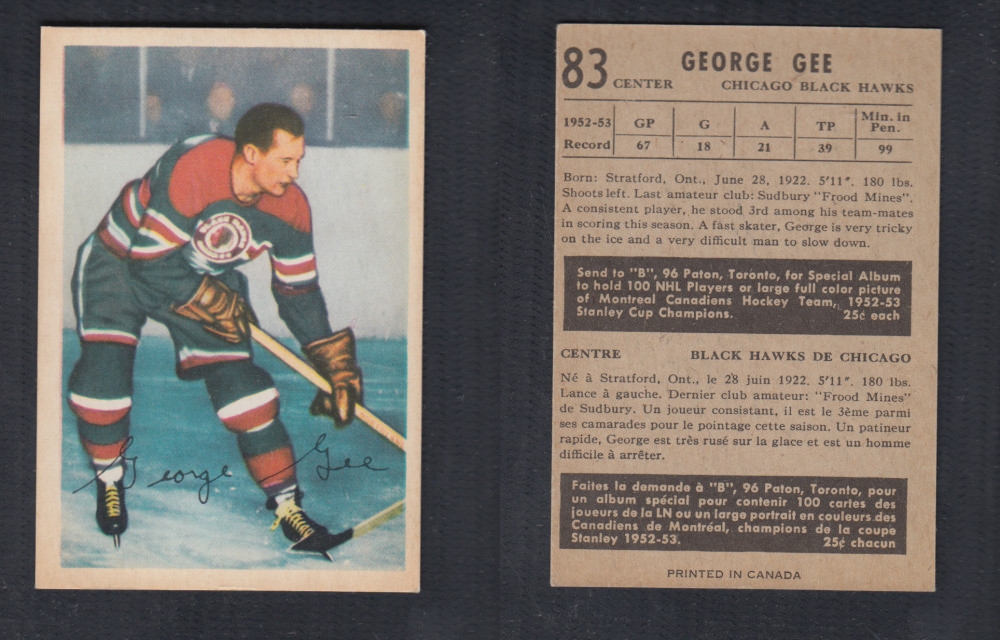 BLACK HAWKS
George Gee
83
GEORGE GEE
CENTER
CHICAGO BLACK HAWKS
1952-53 GP G A TP Min. in Pen.
Record 67 18 21 39 99
Born: Stratford, Ont., June 28, 1922. 5'11". 180 lbs.
Shoots left. Last amateur club: Sudbury "Frood Mines".
A consistent player, he stood 3rd among his team-mates
in scoring this season. A fast skater, George is very tricky
on the ice and a very difficult man to slow down.
Send to "B", 96 Paton, Toronto, for Special Album
to hold 100 NHL Players or large full color picture
of Montreal Canadiens Hockey Team, 1952-53
Stanley Cup Champions. 25¢ each
CENTRE BLACK HAWKS DE CHICAGO
Né à Stratford, Ont., le 28 juin 1922. 5'11". 180 lbs.
Lance à gauche. Dernier club amateur: "Frood Mines"
de Sudbury. Un joueur consistant, il est le 3ème parmi
ses camarades pour le pointage cette saison. Un patineur
rapide, George est très rusé sur la glace et est un homme
difficile à arrêter.
Faites la demande à "B", 96 Paton, Toronto, pour
un album spécial pour contenir 100 cartes des
joueurs de la LN ou un large portrait en couleurs des
Canadiens de Montréal, champions de la coupe
Stanley 1952-53. 25¢ chacun
PRINTED IN CANADA